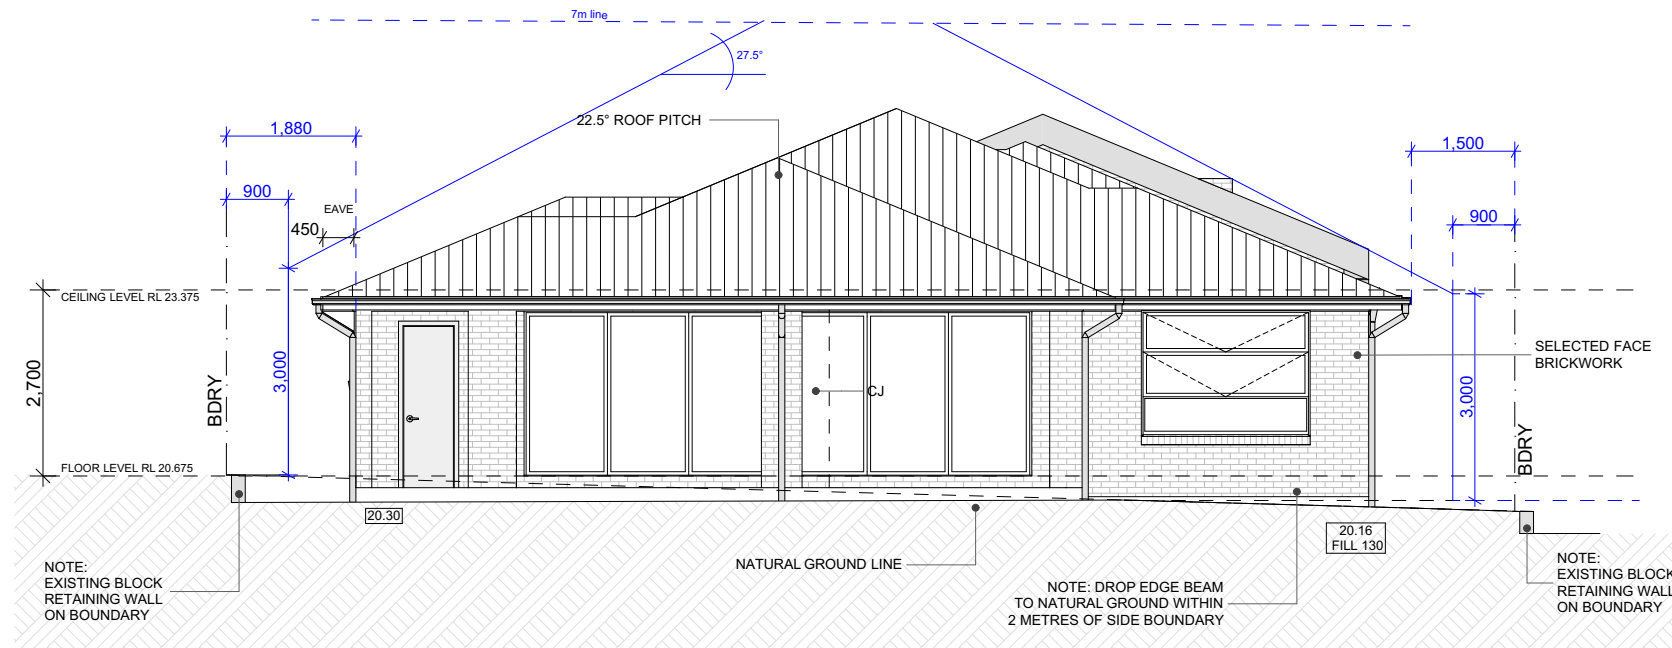 7m line
27.5°
22.5° ROOF PITCH
1,880
1,500
900
900
EAVE
450
CEILING LEVEL RL 23.375
SELECTED FACE
BRICKWORK
3,000
2,700
BDRY
CJ
3,000
BDRY
FLOOR LEVEL RL 20.675
20.30
20.16
FILL 130
NATURAL GROUND LINE
NOTE:
EXISTING BLOCK
RETAINING WALL
ON BOUNDARY
NOTE: DROP EDGE BEAM
TO NATURAL GROUND WITHIN
2 METRES OF SIDE BOUNDARY
NOTE:
EXISTING BLOCK
RETAINING WALL
ON BOUNDARY